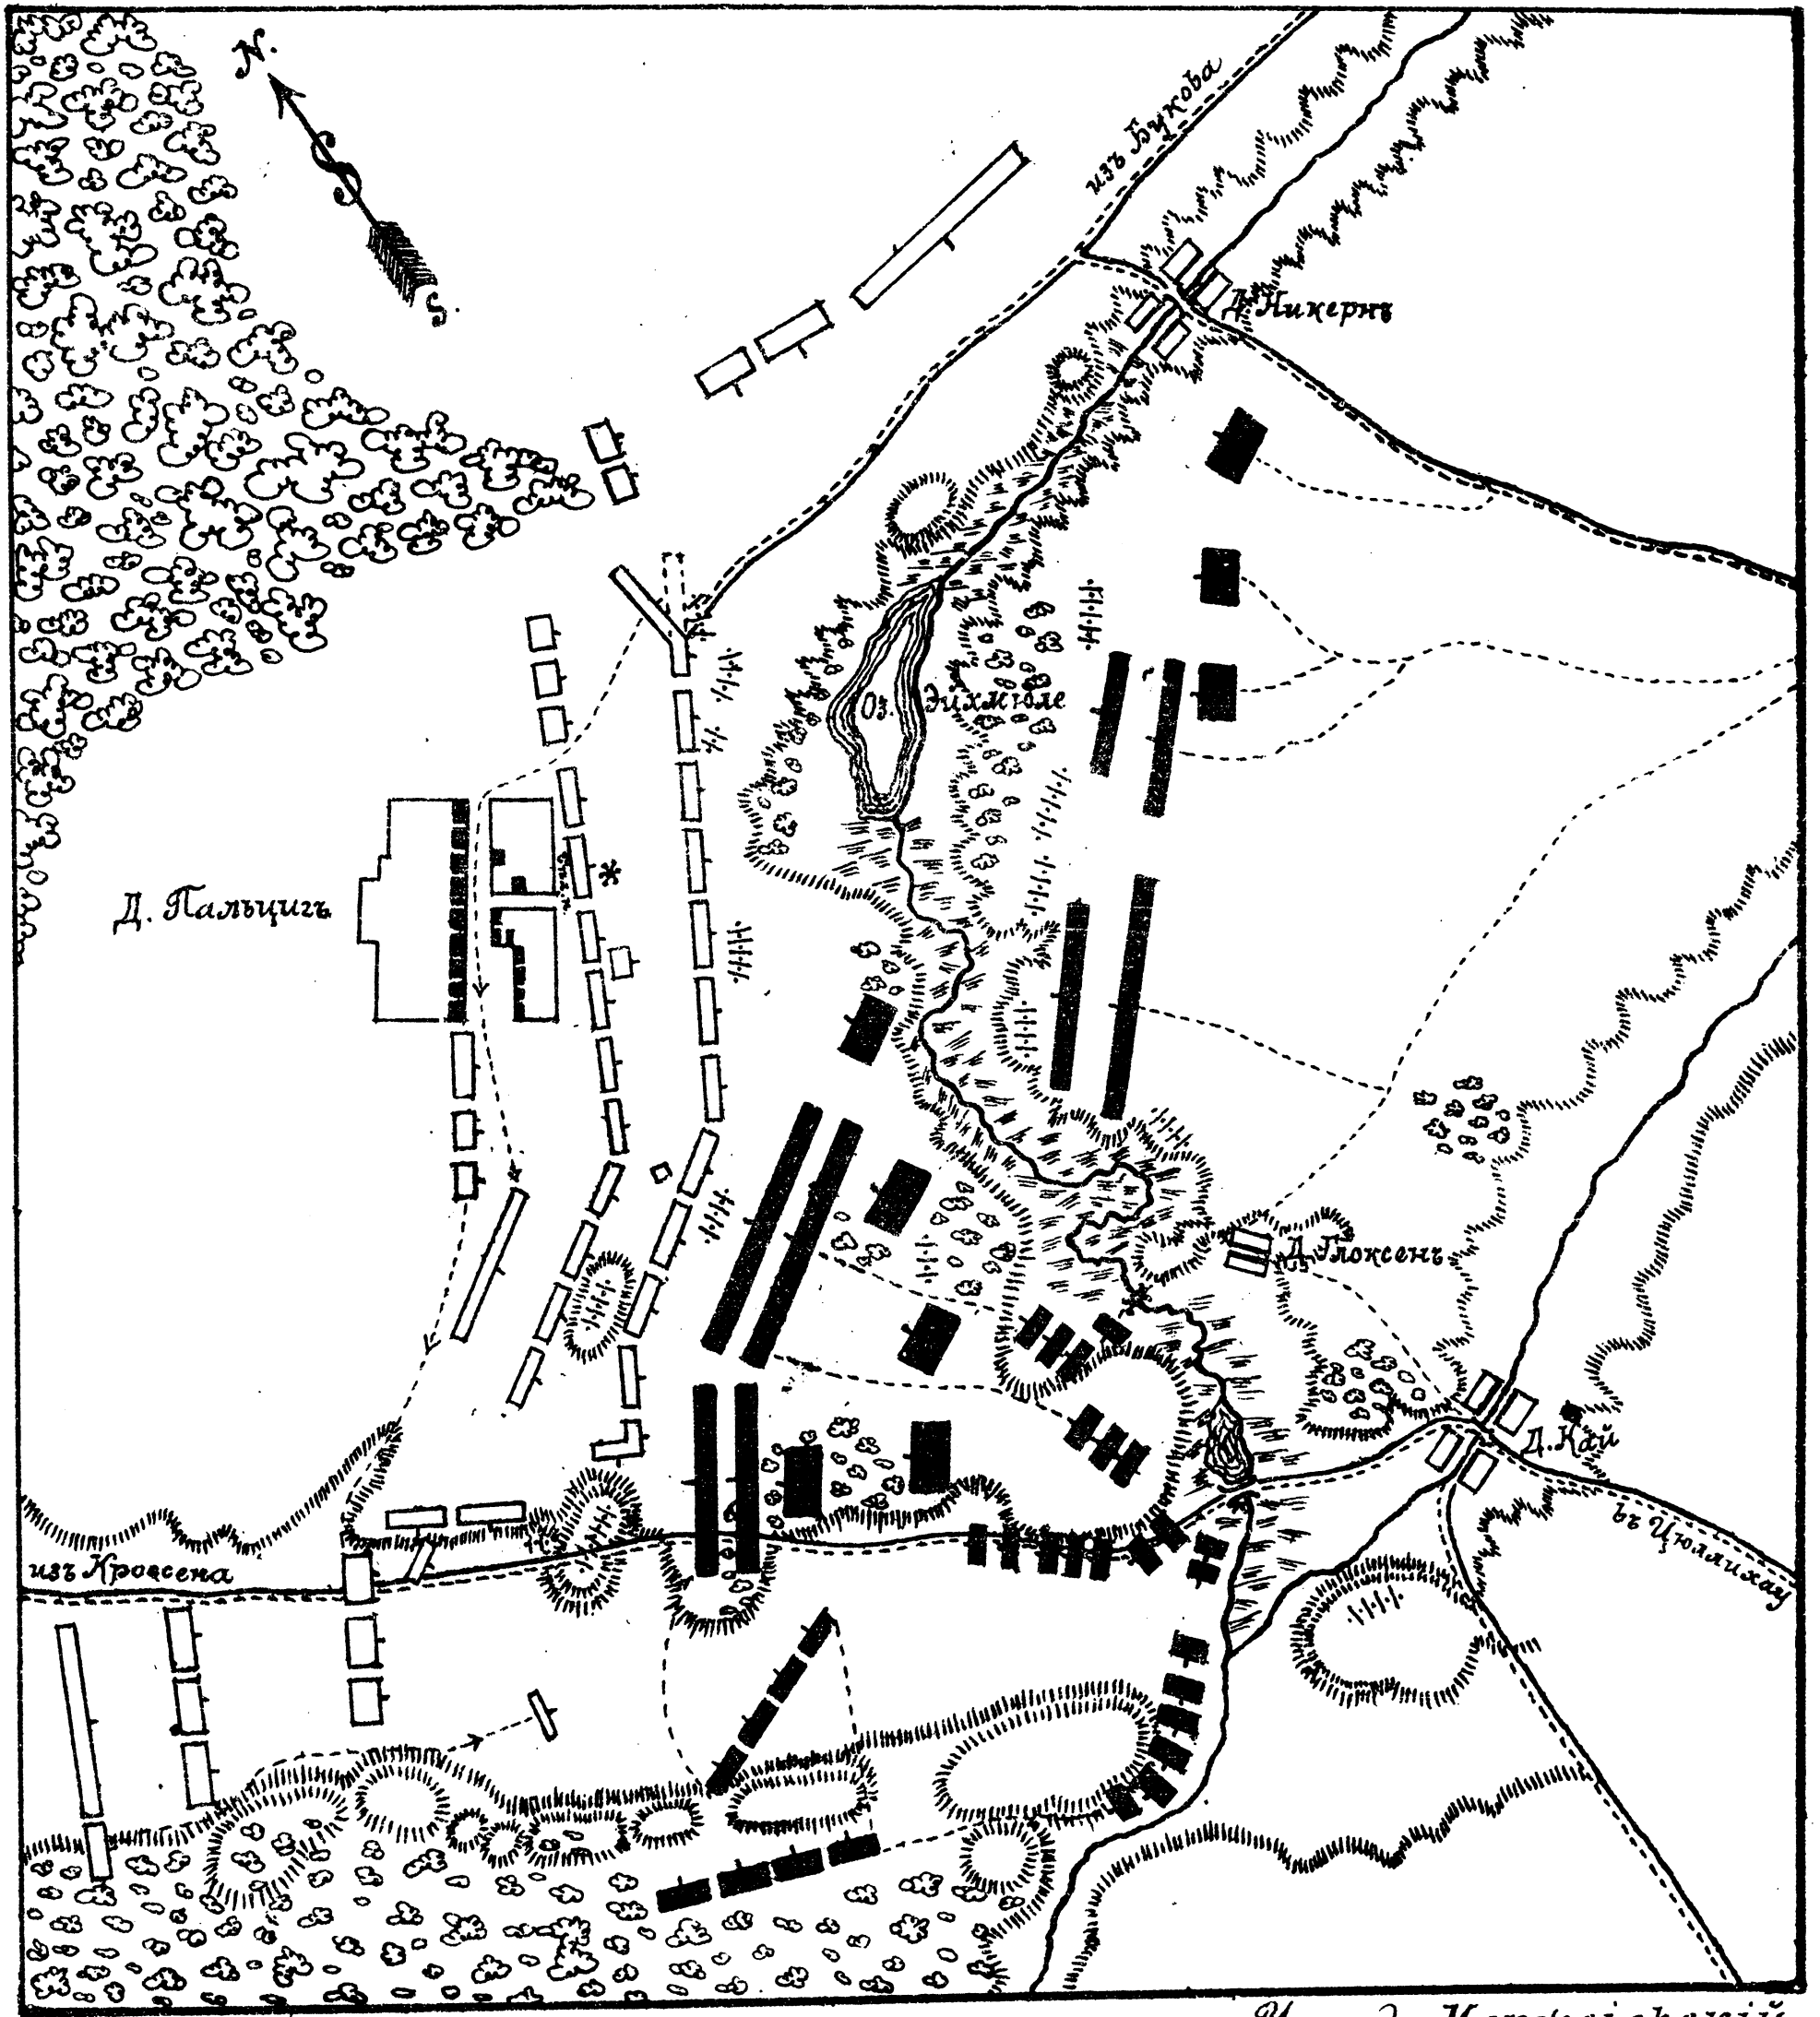 N.
S.
изъ Букова
Д. Никернъ
Оз. Эйхмюле
Д. Пальцигъ
Д. Глоксенъ
Д. Кай
въ Цюллихау
изъ Кроссена